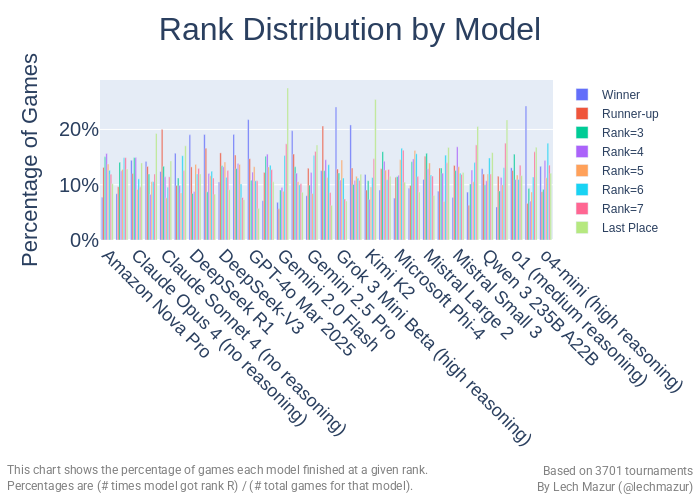 Rank Distribution by Model
Percentage of Games
20%
10%
0%
Winner
Runner-up
Rank=3
Rank=4
Rank=5
Rank=6
Rank=7
Last Place
Amazon Nova Pro
Claude Opus 4 (no reasoning)
Claude Sonnet 4 (no reasoning)
DeepSeek R1
DeepSeek-V3
GPT-4o Mar 2025
Gemini 2.0 Flash
Gemini 2.5 Pro
Grok 3 Mini Beta (high reasoning)
Kimi K2
Microsoft Phi-4
Mistral Large 2
Mistral Small 3
Qwen 3 235B A22B
o1 (medium reasoning)
o4-mini (high reasoning)
This chart shows the percentage of games each model finished at a given rank.
Percentages are (# times model got rank R) / (# total games for that model).
Based on 3701 tournaments
By Lech Mazur (@lechmazur)